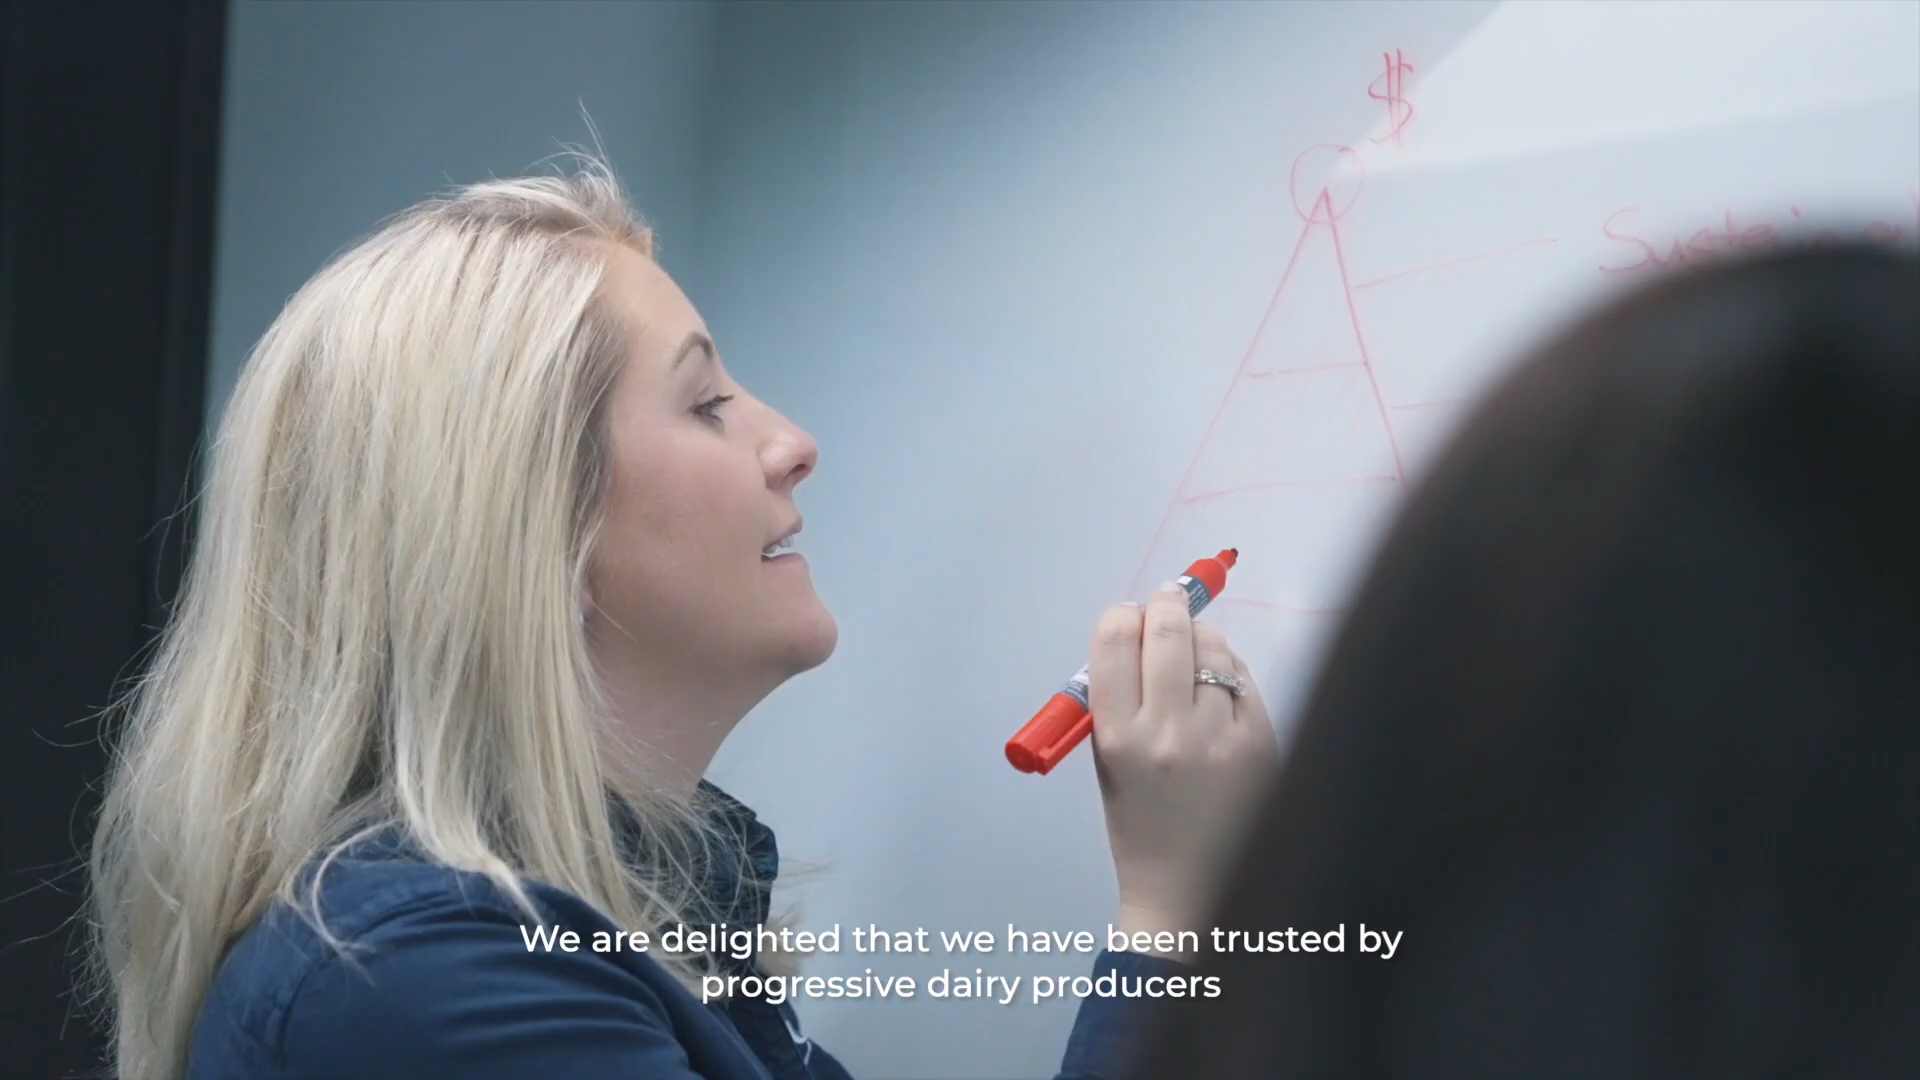 $
We are delighted that we have been trusted by
progressive dairy producers